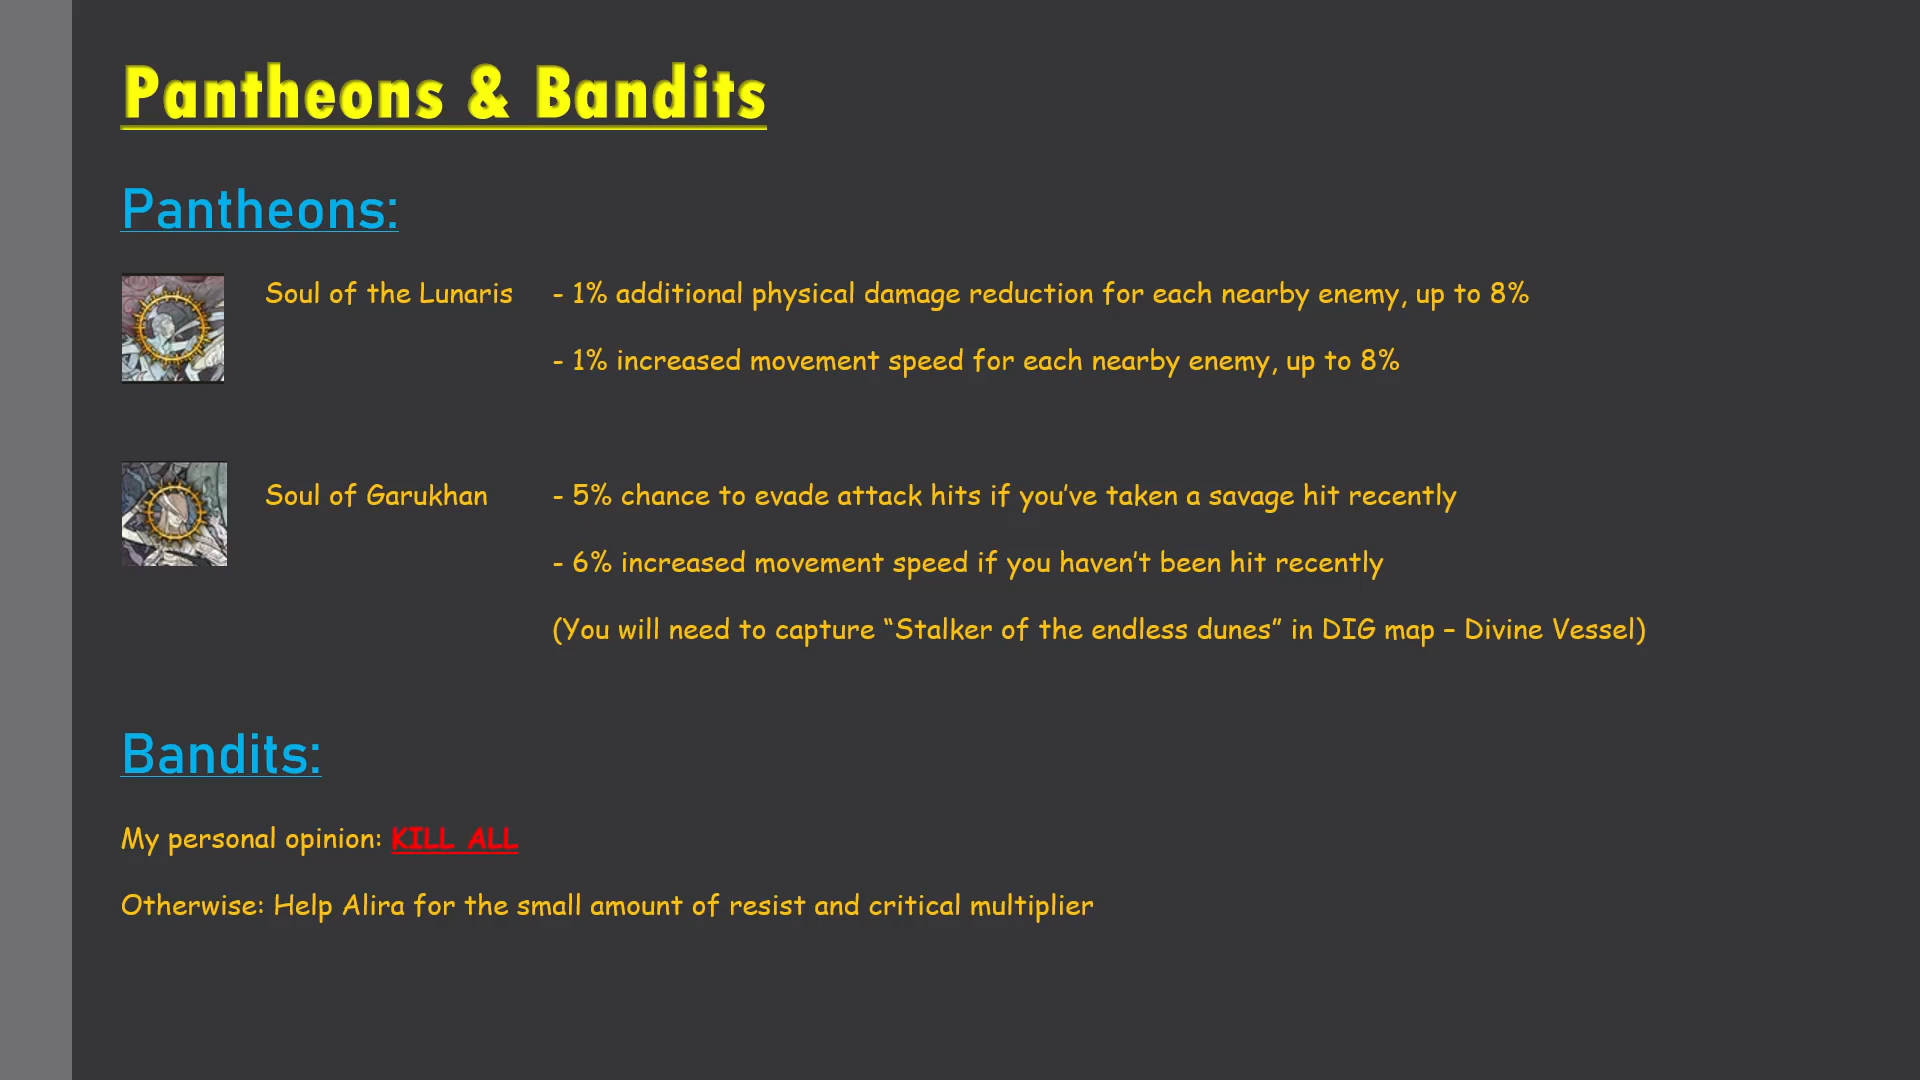 Pantheons & Bandits
Pantheons:
Soul of the Lunaris - 1% additional physical damage reduction for each nearby enemy, up to 8%
- 1% increased movement speed for each nearby enemy, up to 8%
Soul of Garukhan - 5% chance to evade attack hits if you’ve taken a savage hit recently
- 6% increased movement speed if you haven’t been hit recently
(You will need to capture “Stalker of the endless dunes” in DIG map – Divine Vessel)
Bandits:
My personal opinion: KILL ALL
Otherwise: Help Alira for the small amount of resist and critical multiplier